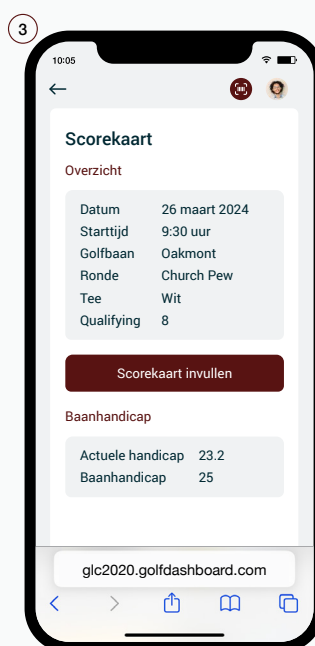 3
10:05
Scorekaart
Overzicht
Datum 26 maart 2024
Starttijd 9:30 uur
Golfbaan Oakmont
Ronde Church Pew
Tee Wit
Qualifying 8
Scorekaart invullen
Baanhandicap
Actuele handicap 23.2
Baanhandicap 25
glc2020.golfdashboard.com